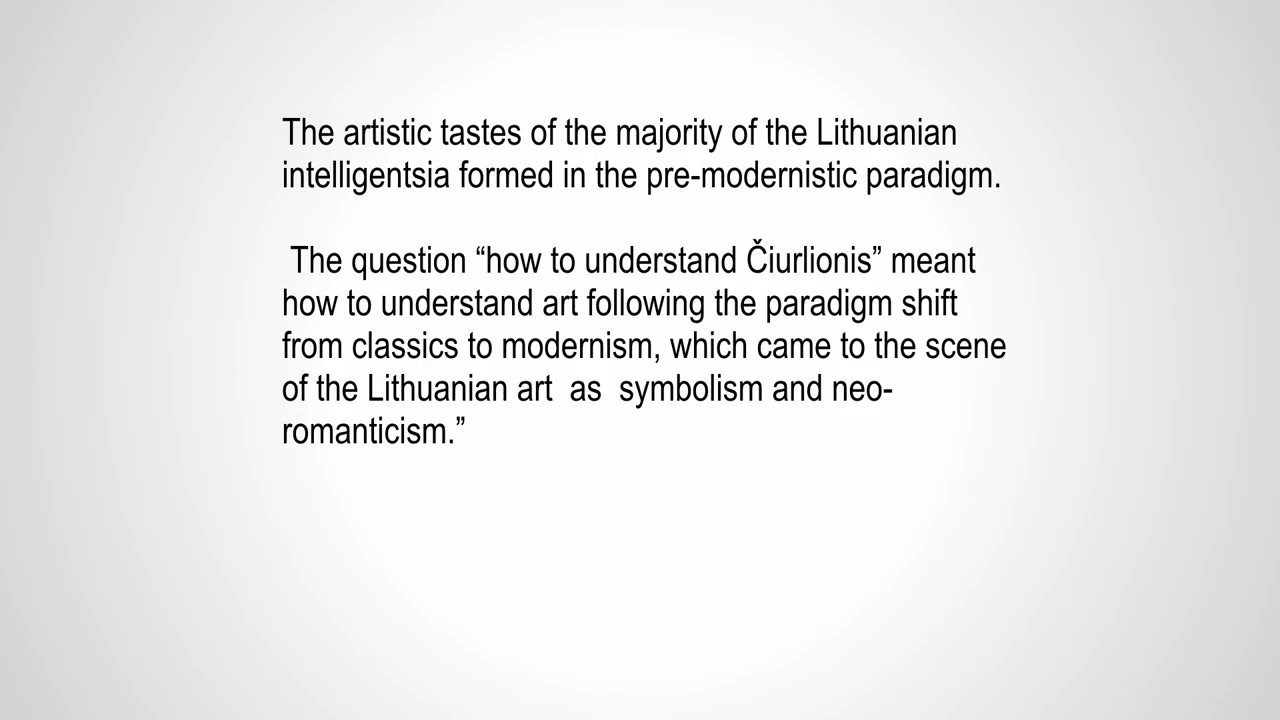 The artistic tastes of the majority of the Lithuanian
intelligentsia formed in the pre-modernistic paradigm.
The question “how to understand Čiurlionis” meant
how to understand art following the paradigm shift
from classics to modernism, which came to the scene
of the Lithuanian art  as  symbolism and neo-
romanticism.”